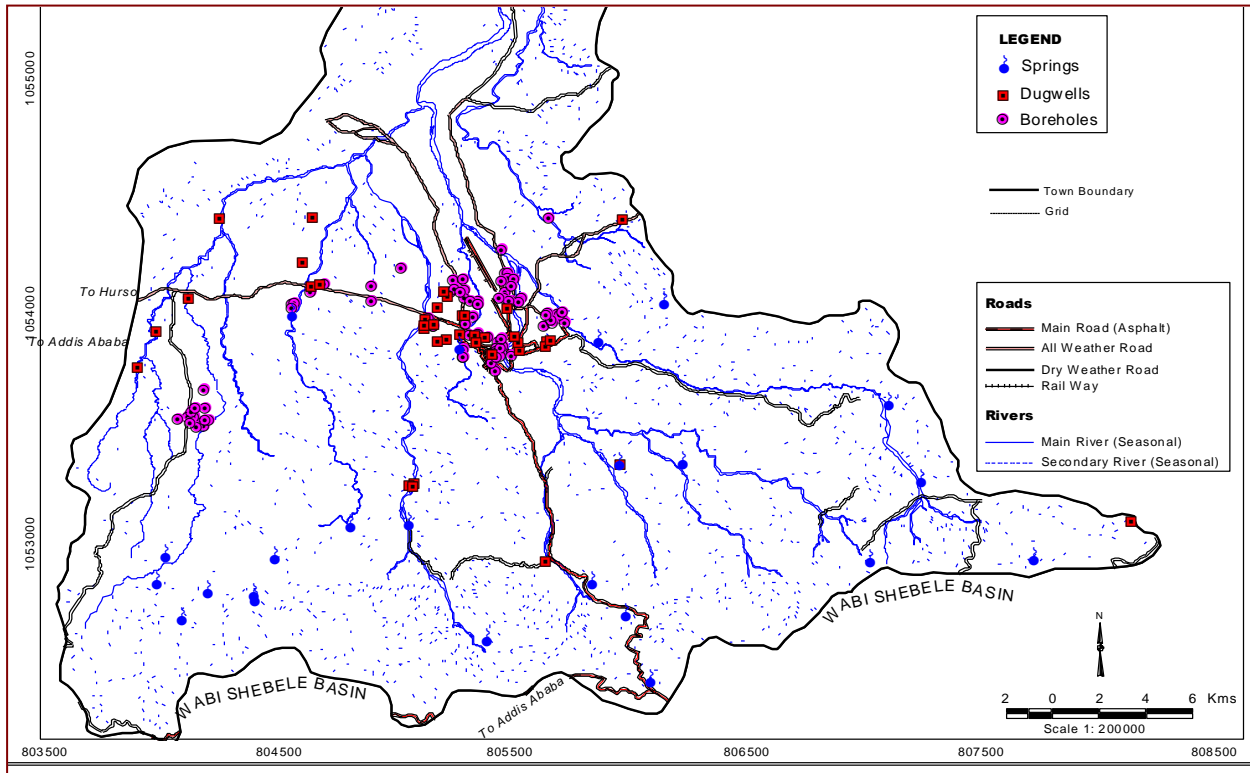 LEGEND
Springs
Dugwells
Boreholes
Town Boundary
Grid
Roads
Main Road (Asphalt)
All Weather Road
Dry Weather Road
Rail Way
Rivers
Main River (Seasonal)
Secondary River (Seasonal)
1055000
1054000
1053000
To Hurso
To Addis Ababa
WABI SHEBELE BASIN
WABI SHEBELE BASIN
To Addis Ababa
N
2 0 2 4 6 Kms
Scale 1: 200000
803500 804500 805500 806500 807500 808500